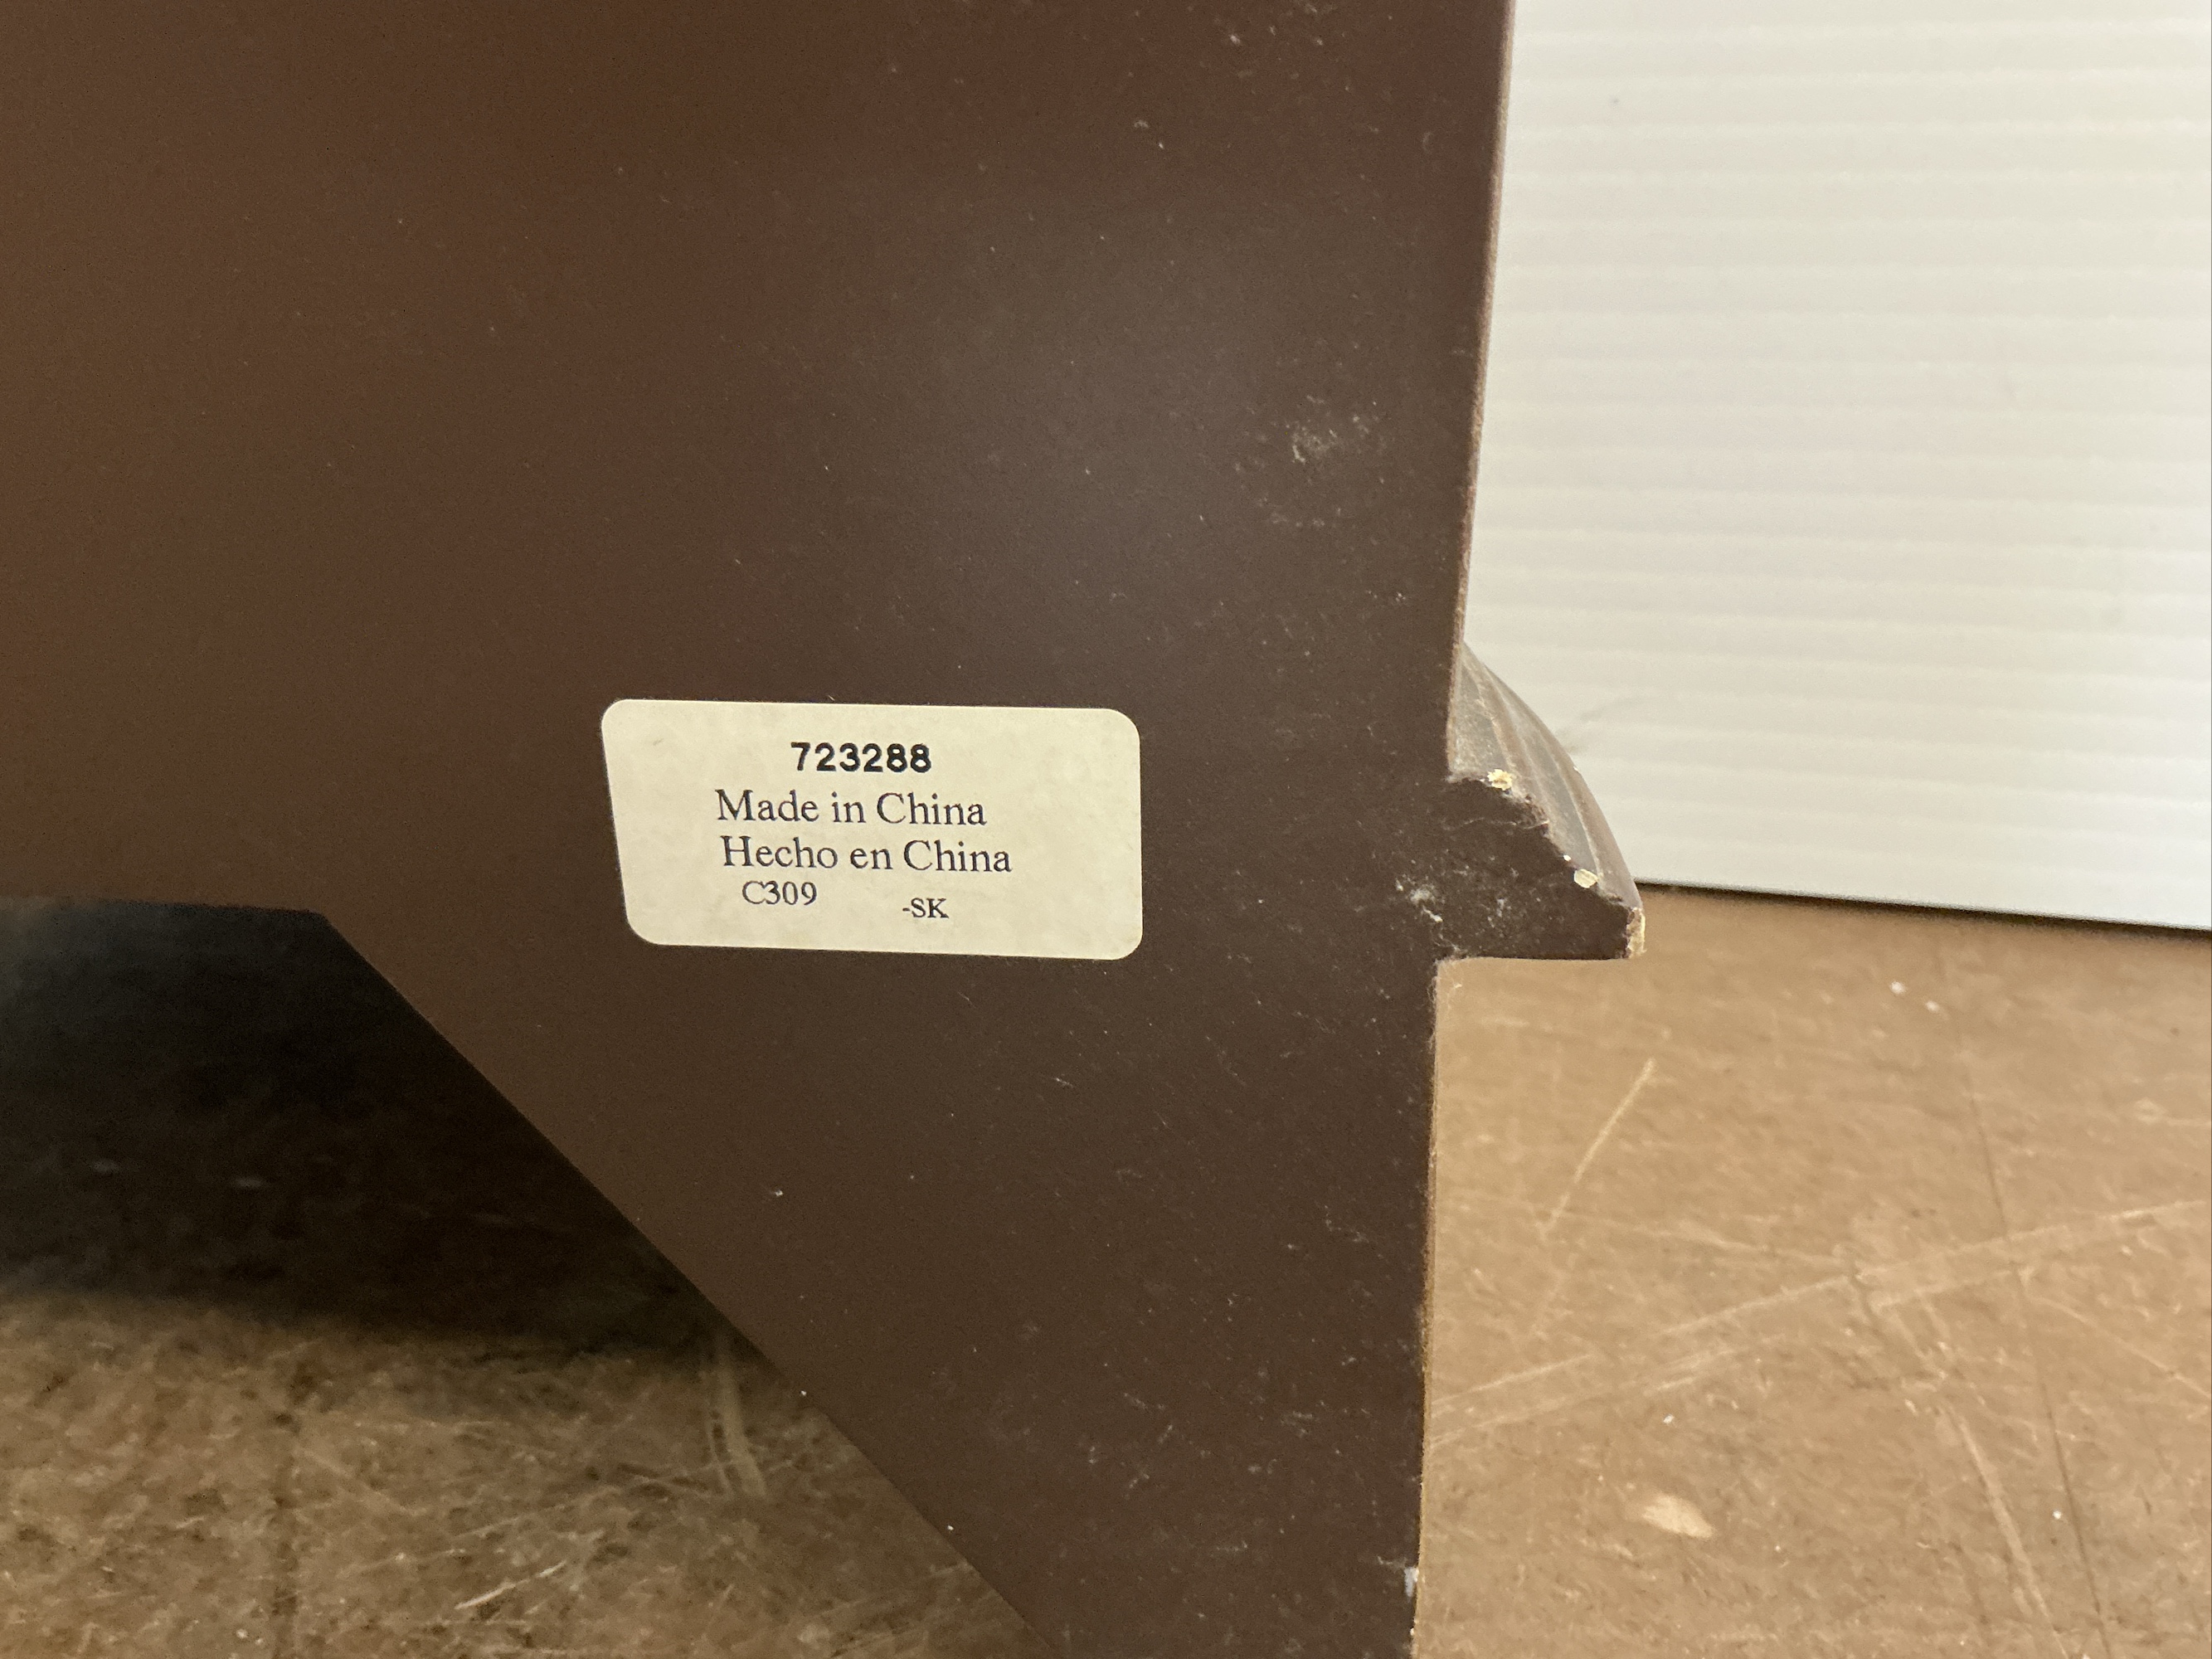 723288
Made in China
Hecho en China
C309 -SK